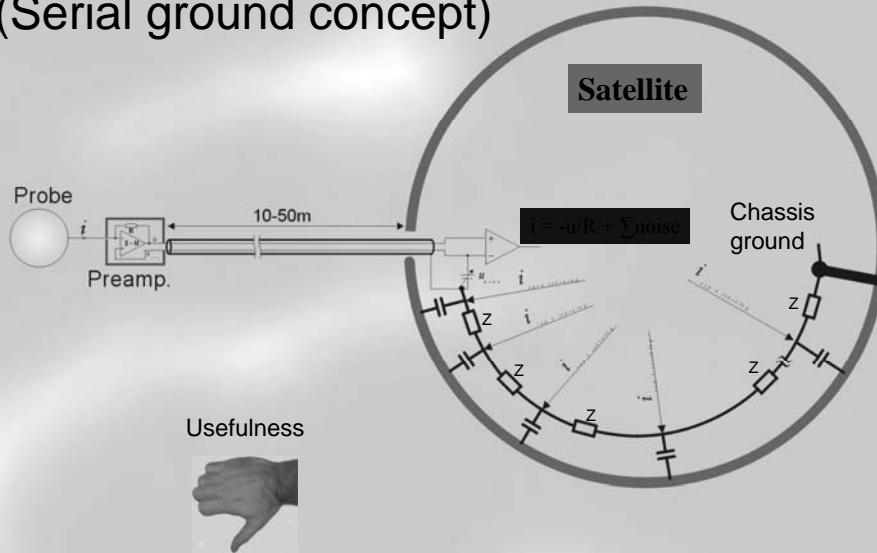 (Serial ground concept)
Satellite
Probe
i
10-50m
R
i - u
Preamp.
i = -u/R + ∑noise
Chassis
ground
u
i
i
i
i
i
Z
Z
Z
Z
Z
Usefulness